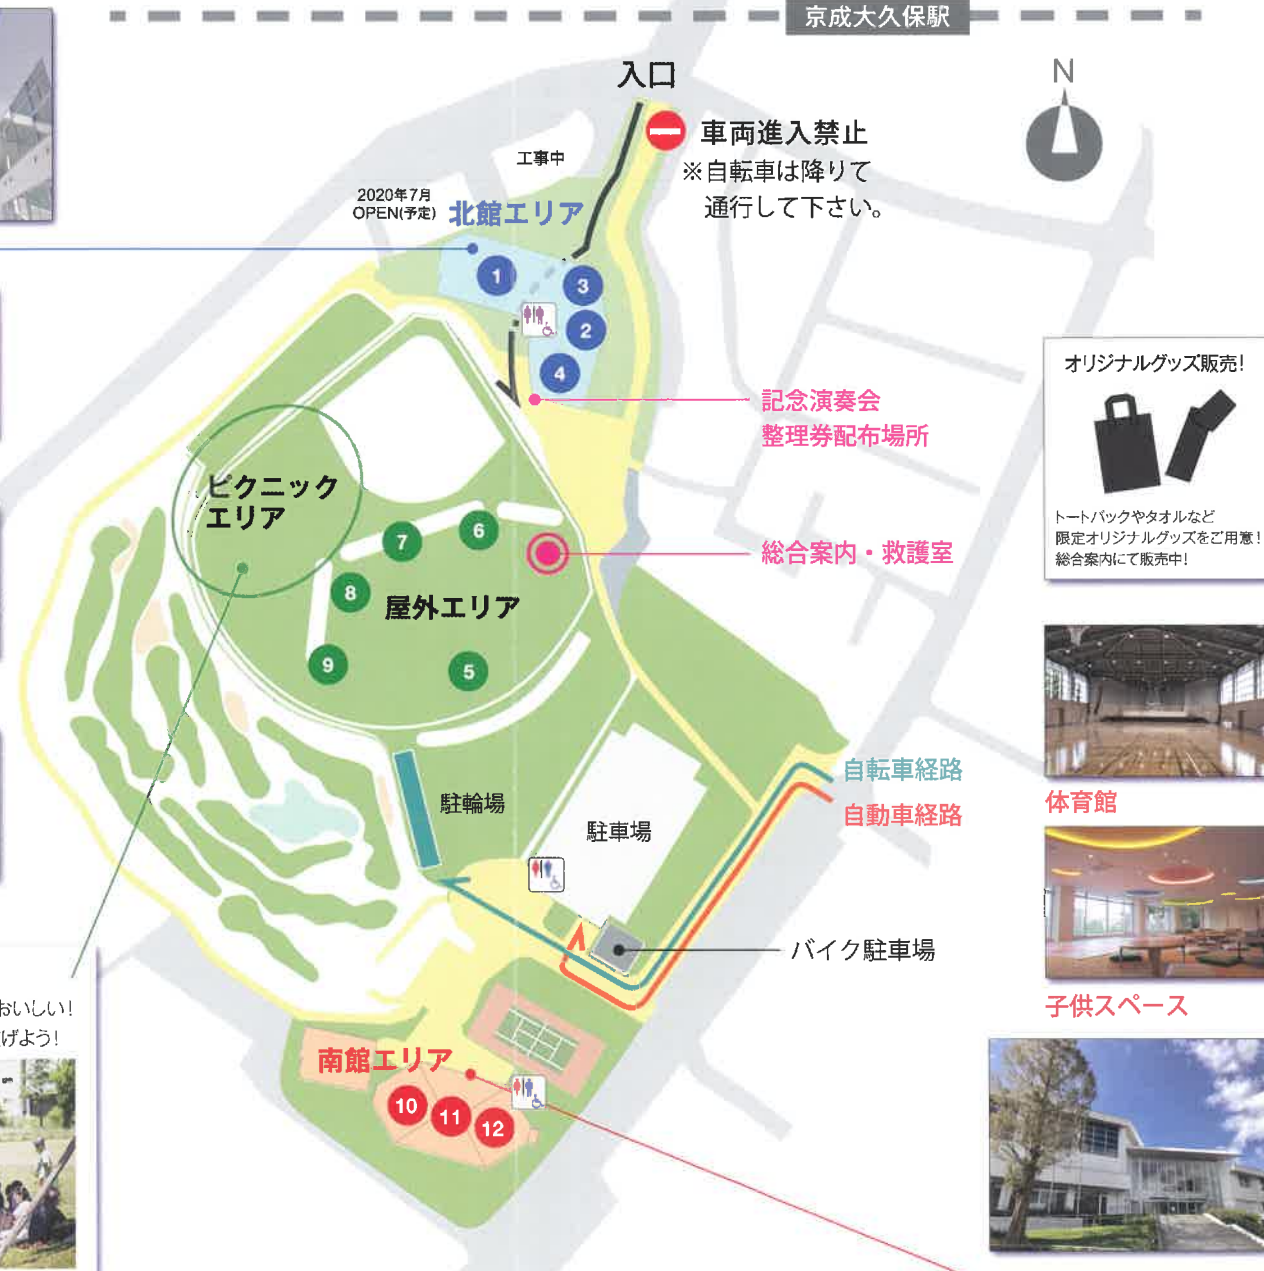 京成大久保駅
入口
N
車両進入禁止
※自転車は降りて
通行して下さい。
工事中
2020年7月
OPEN(予定)
北館エリア
1
3
2
4
オリジナルグッズ販売!
記念演奏会
整理券配布場所
ピクニック
エリア
トートバックやタオルなど
限定オリジナルグッズをご用意!
総合案内にて販売中!
6
7
総合案内・救護室
8
屋外エリア
9
5
自転車経路
自動車経路
駐輪場
駐車場
体育館
バイク駐車場
おいしい!
げよう!
子供スペース
南館エリア
10
11
12